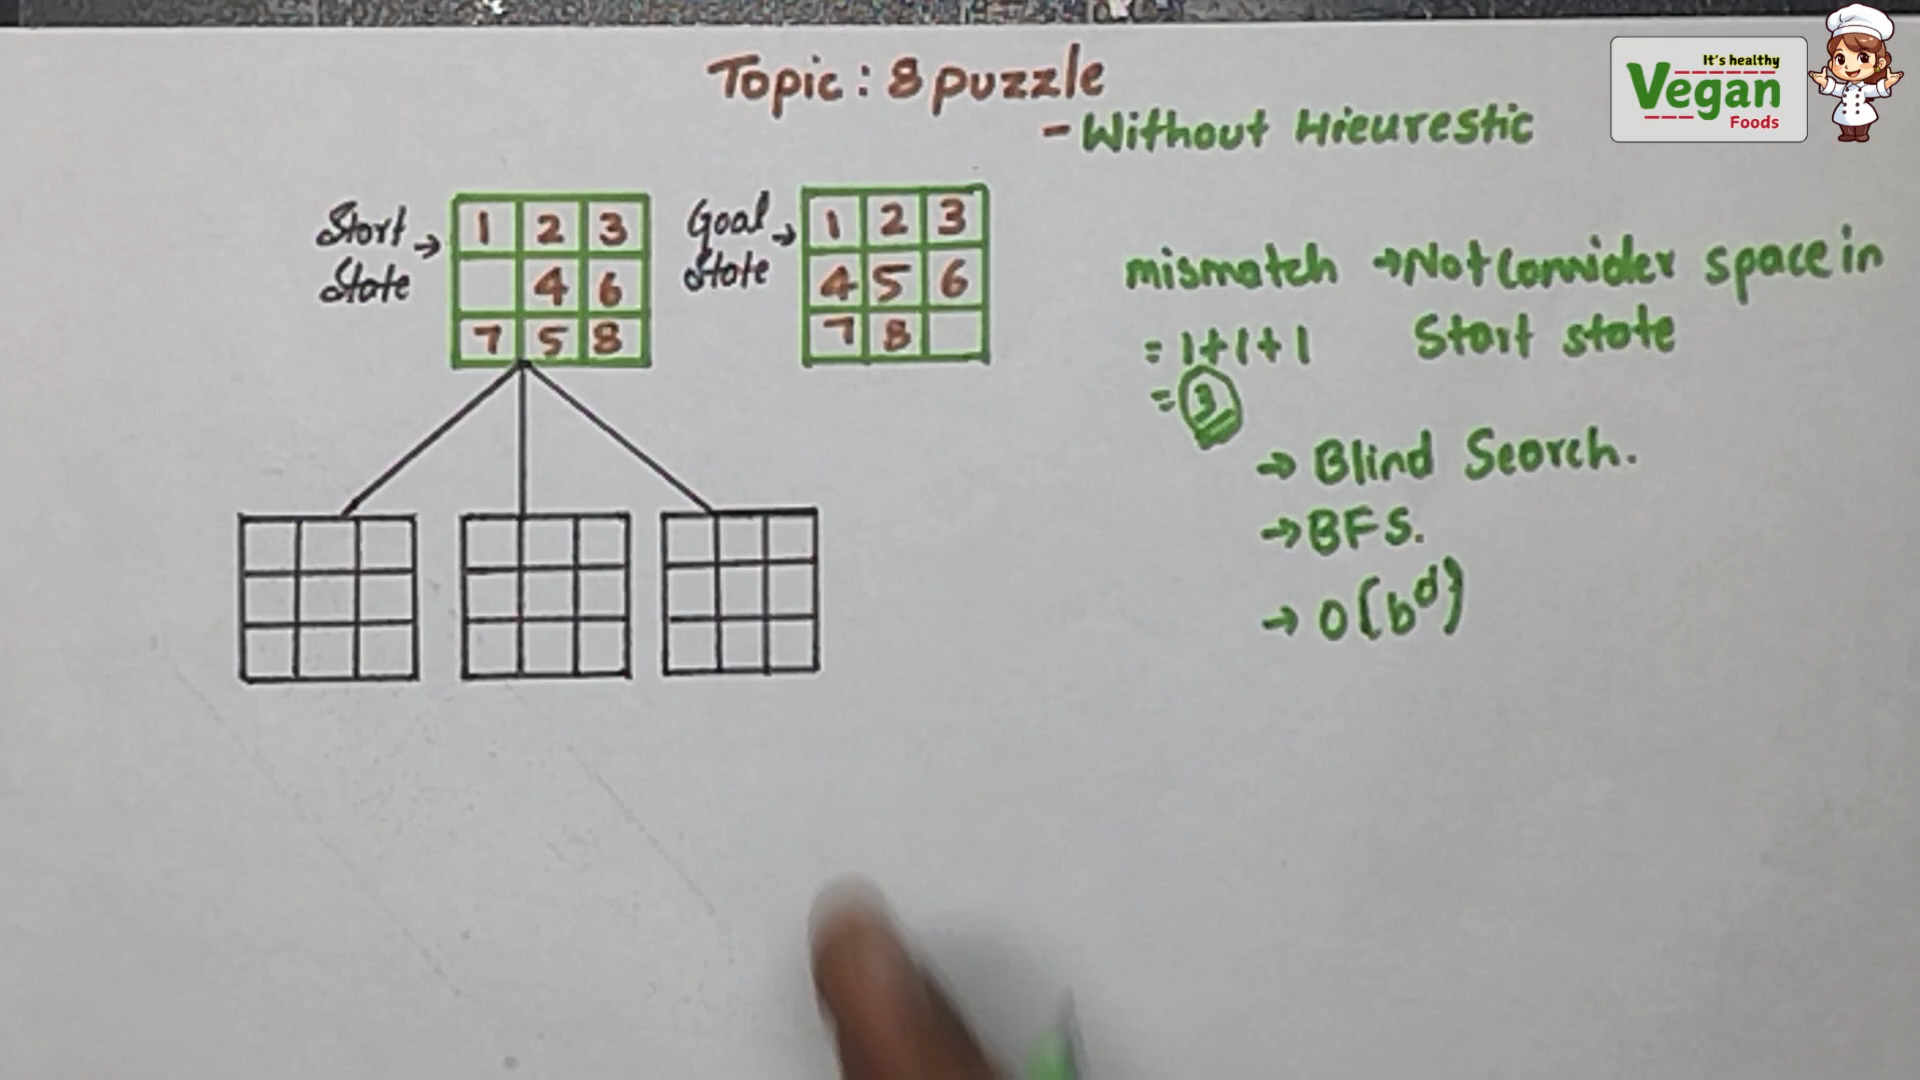 Topic: 8 puzzle
- Without Hieurestic
It's healthy
Vegan
Foods
Start
State
1 2 3
4 6
7 5 8
Goal
State
1 2 3
4 5 6
7 8
mismatch → Not Consider space in
Start state
= 1+1+1
= 3
→ Blind Search.
→ BFS.
→ O(b^d)